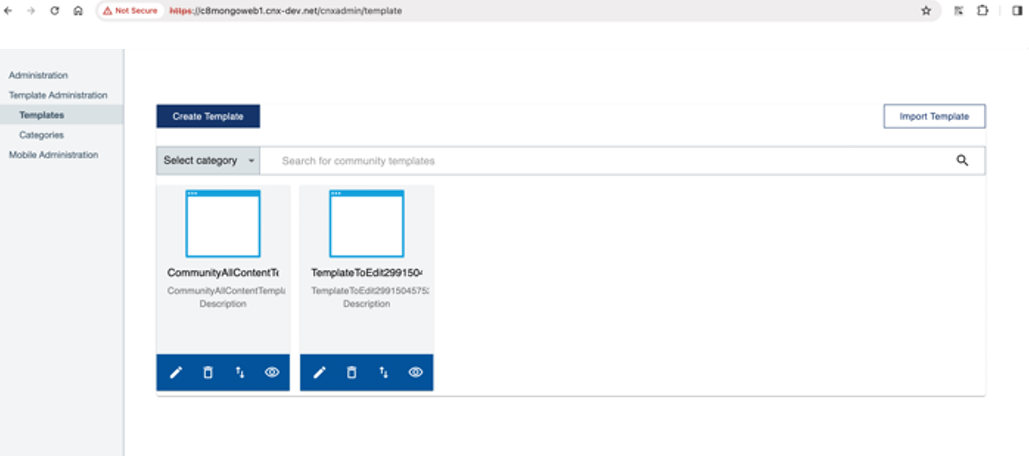 Not Secure https://c8mongoweb1.cnx-dev.net/cnxadmin/template
Administration
Template Administration
Templates
Categories
Mobile Administration
Create Template
Import Template
Select category
Search for community templates
CommunityAllContentTe
CommunityAllContentTempla
Description
TemplateToEdit2991504
TemplateToEdit29915045752
Description